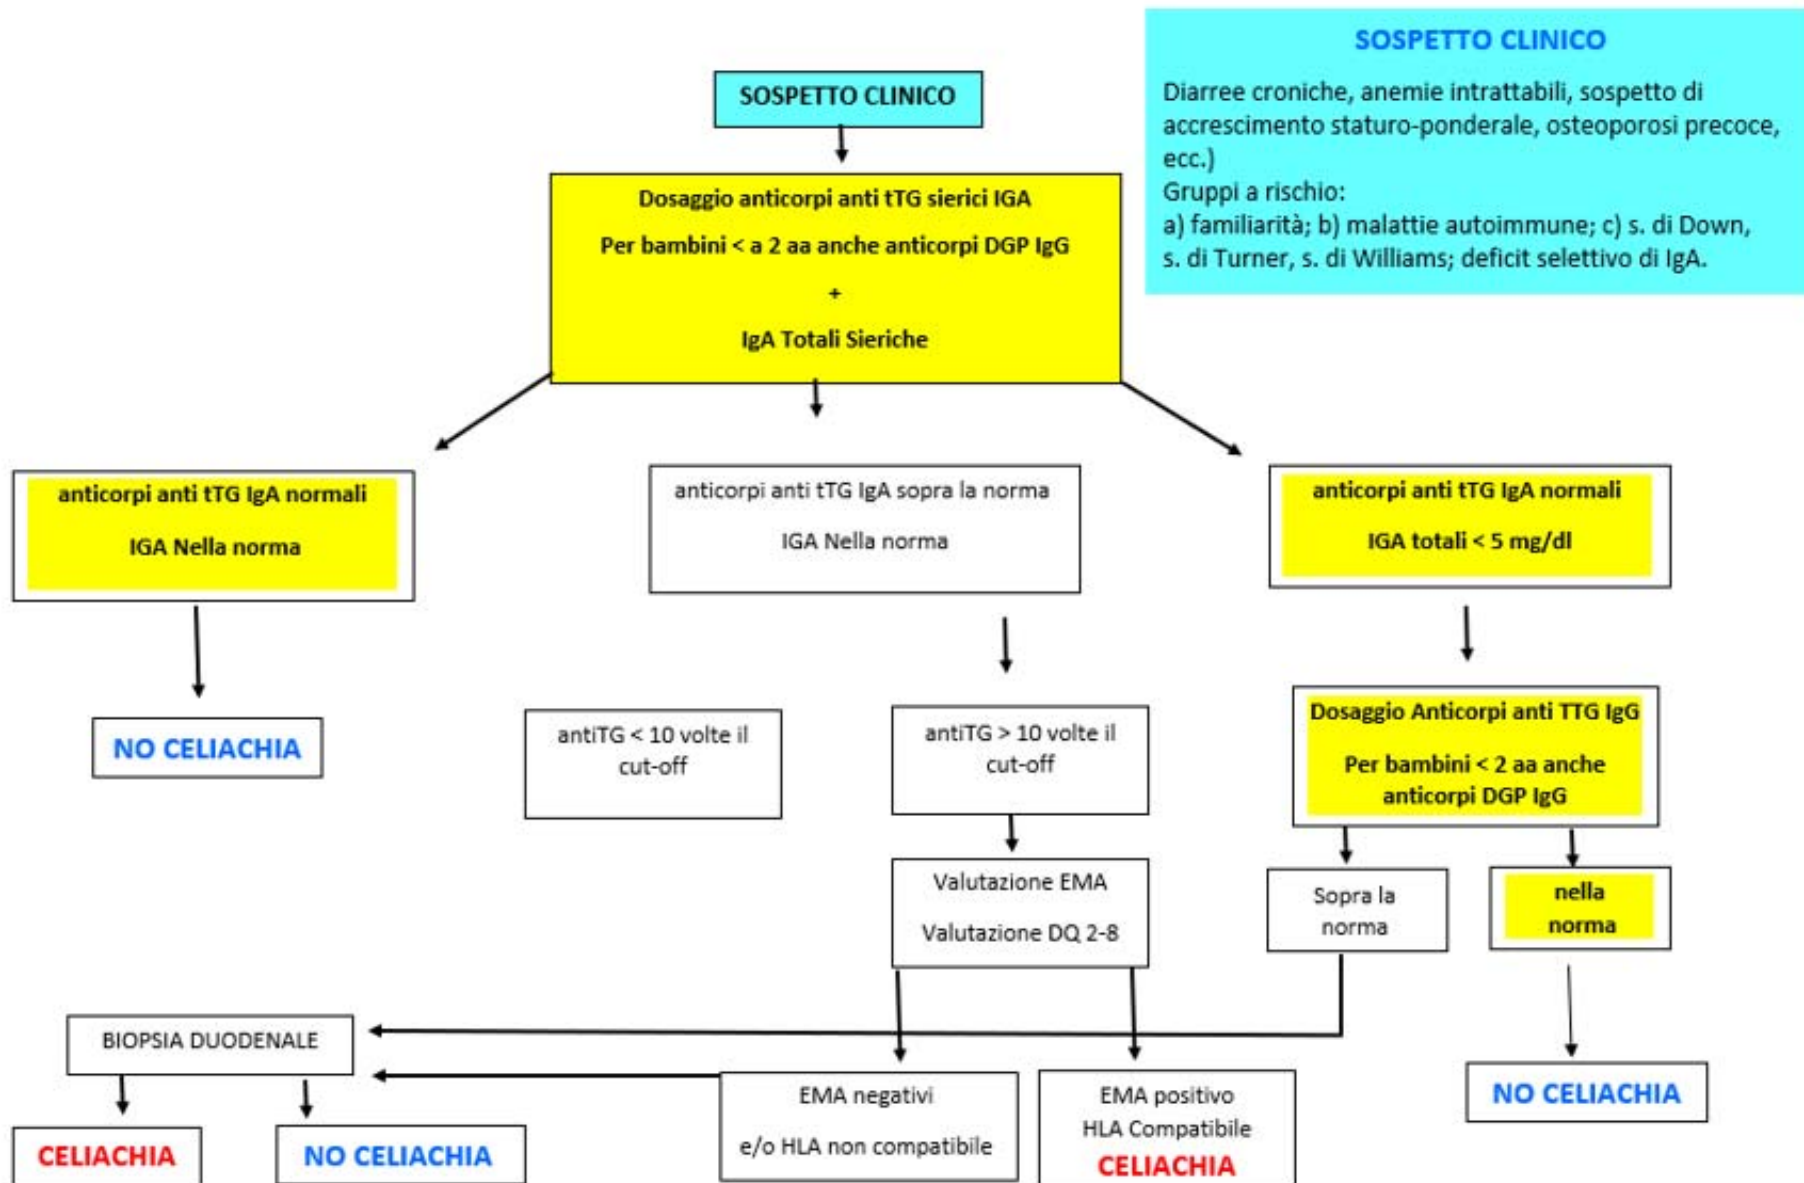 SOSPETTO CLINICO
Diarree croniche, anemie intrattabili, sospetto di
accrescimento staturo-ponderale, osteoporosi precoce,
ecc.)
Gruppi a rischio:
a) familiarità; b) malattie autoimmune; c) s. di Down,
s. di Turner, s. di Williams; deficit selettivo di IgA.
SOSPETTO CLINICO
Dosaggio anticorpi anti tTG sierici IGA
Per bambini < a 2 aa anche anticorpi DGP IgG
+
IgA Totali Sieriche
anticorpi anti tTG IgA normali
IGA Nella norma
anticorpi anti tTG IgA sopra la norma
IGA Nella norma
anticorpi anti tTG IgA normali
IGA totali < 5 mg/dl
NO CELIACHIA
antiTG < 10 volte il
cut-off
antiTG > 10 volte il
cut-off
Dosaggio Anticorpi anti TTG IgG
Per bambini < 2 aa anche
anticorpi DGP IgG
Valutazione EMA
Valutazione DQ 2-8
Sopra la
norma
nella
norma
BIOPSIA DUODENALE
EMA negativi
e/o HLA non compatibile
EMA positivo
HLA Compatibile
CELIACHIA
NO CELIACHIA
CELIACHIA
NO CELIACHIA